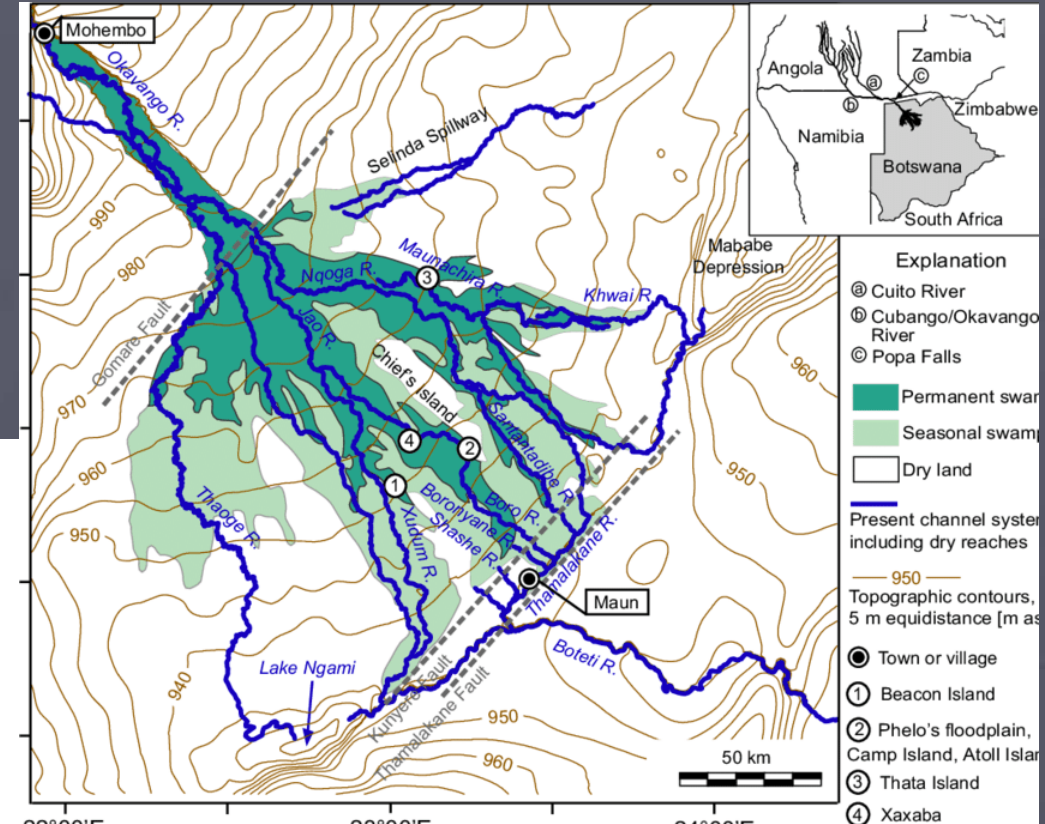 Mohembo
Okavango R.
Selinda Spillway
990
980
970
960
950
940
Gomare Fault
Nqoga R.
Maunachira R.
Khwai R.
Mababe
Depression
Jao R.
Chief's Island
Santantadibe R.
Thaoge R.
Xudum R.
Boronyane R.
Shashe R.
Boro R.
Thamalakane R.
Maun
Boteti R.
Lake Ngami
Kunyere Fault
Thamalakane Fault
950
960
950
960
3
4
2
1
50 km
Angola
Zambia
Zimbabwe
Namibia
Botswana
South Africa
a
b
c
Explanation
a Cuito River
b Cubango/Okavango
River
c Popa Falls
Permanent swar
Seasonal swamp
Dry land
Present channel syste
including dry reaches
950
Topographic contours,
5 m equidistance [m as
Town or village
1 Beacon Island
2 Phelo's floodplain,
Camp Island, Atoll Islan
3 Thata Island
4 Xaxaba